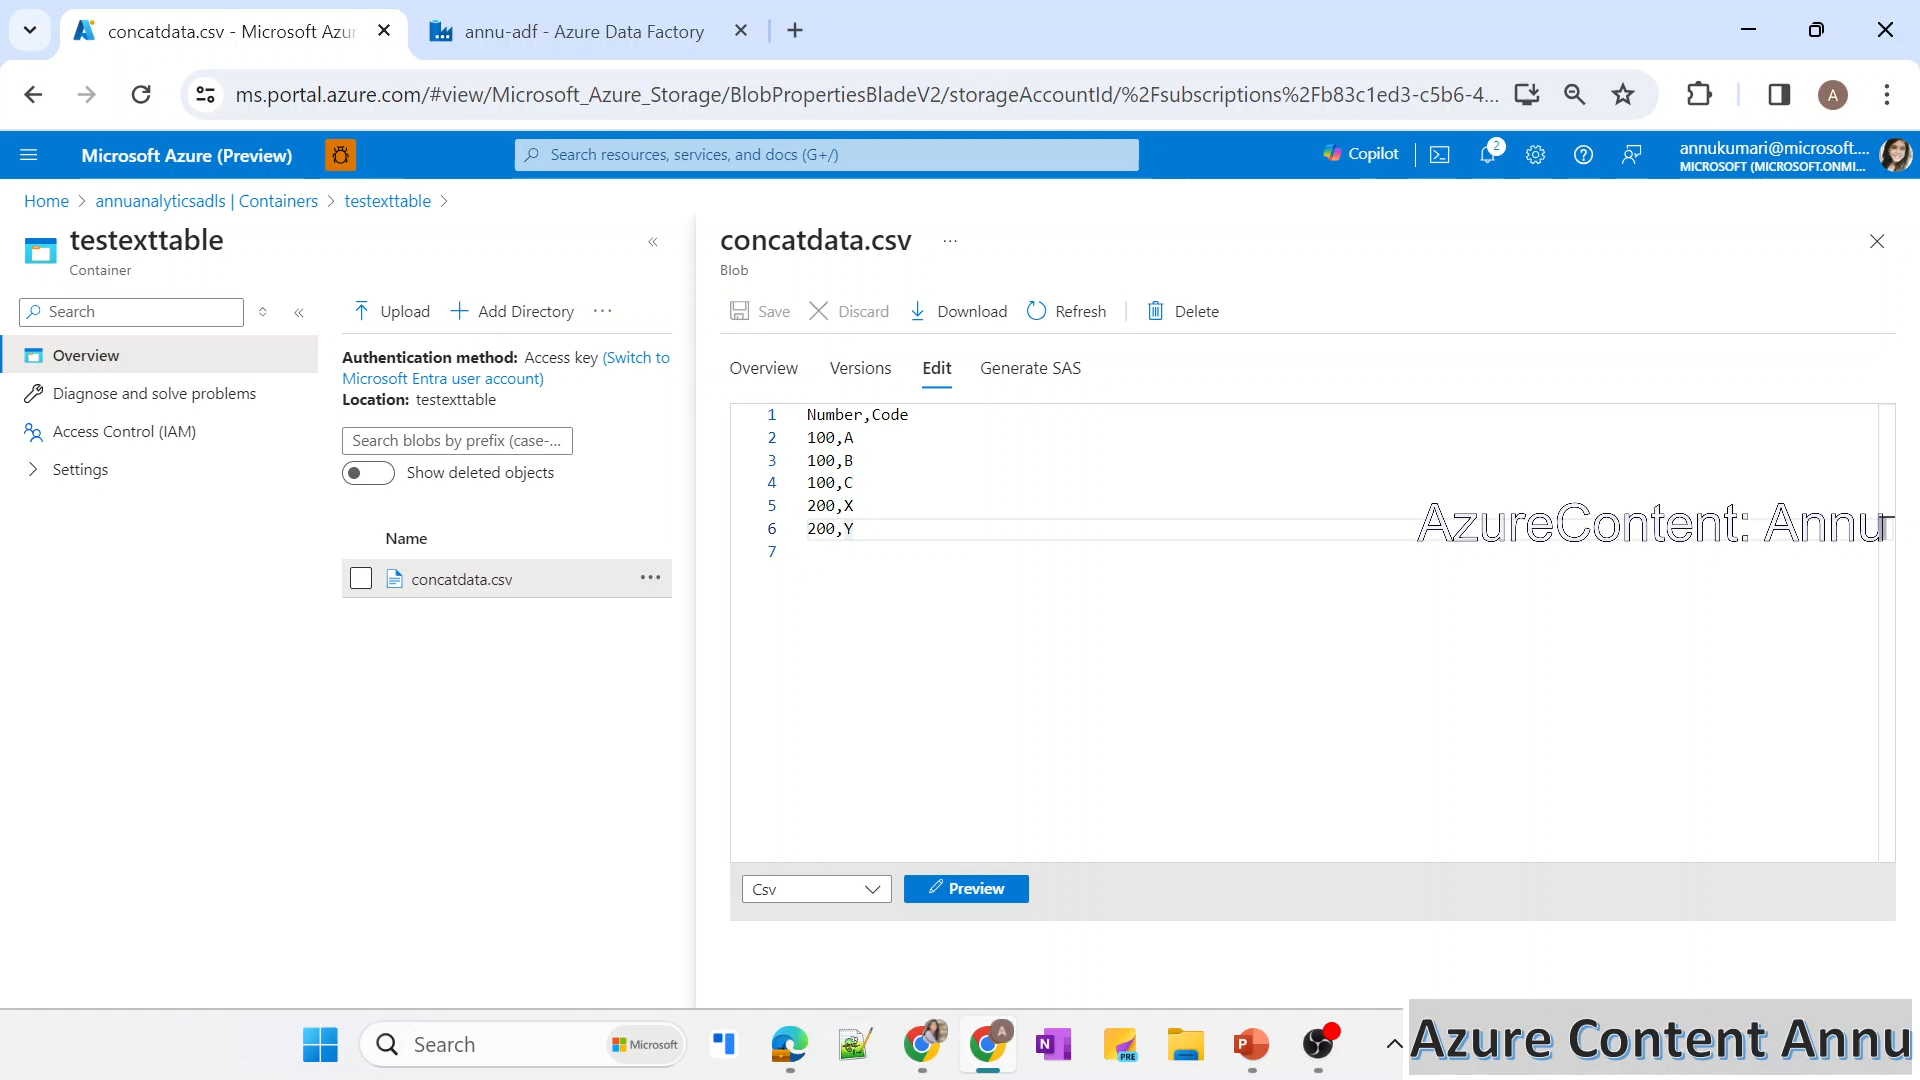 concatdata.csv - Microsoft Azur
annu-adf - Azure Data Factory
ms.portal.azure.com/#view/Microsoft_Azure_Storage/BlobPropertiesBladeV2/storageAccountId/%2Fsubscriptions%2Fb83c1ed3-c5b6-4...
A
Microsoft Azure (Preview)
Search resources, services, and docs (G+/)
Copilot
2
annukumari@microsoft....
MICROSOFT (MICROSOFT.ONMI...
Home > annuanalyticsadls | Containers > testexttable >
testexttable
Container
Search
Overview
Diagnose and solve problems
Access Control (IAM)
Settings
Upload
Add Directory
...
Authentication method: Access key (Switch to
Microsoft Entra user account)
Location: testexttable
Search blobs by prefix (case-...
Show deleted objects
Name
concatdata.csv
...
concatdata.csv
...
Blob
Save
Discard
Download
Refresh
Delete
Overview
Versions
Edit
Generate SAS
1 Number,Code
2 100,A
3 100,B
4 100,C
5 200,X
6 200,Y
7
AzureContent: Annu
Csv
Preview
Search
Microsoft
A
N
PRE
P
Azure Content Annu